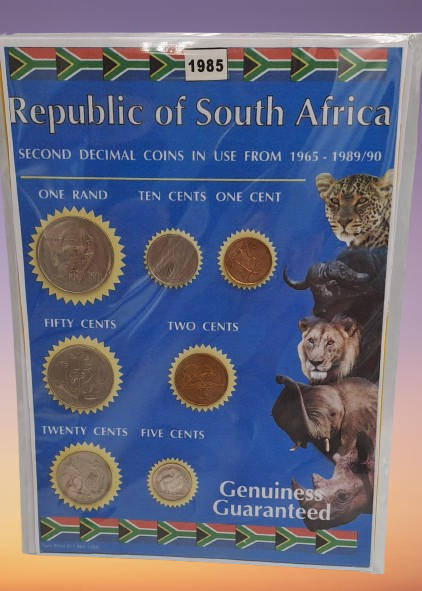 1985
Republic of South Africa
SECOND DECIMAL COINS IN USE FROM 1965 - 1989/90
ONE RAND TEN CENTS ONE CENT
FIFTY CENTS TWO CENTS
TWENTY CENTS FIVE CENTS
Genuiness
Guaranteed